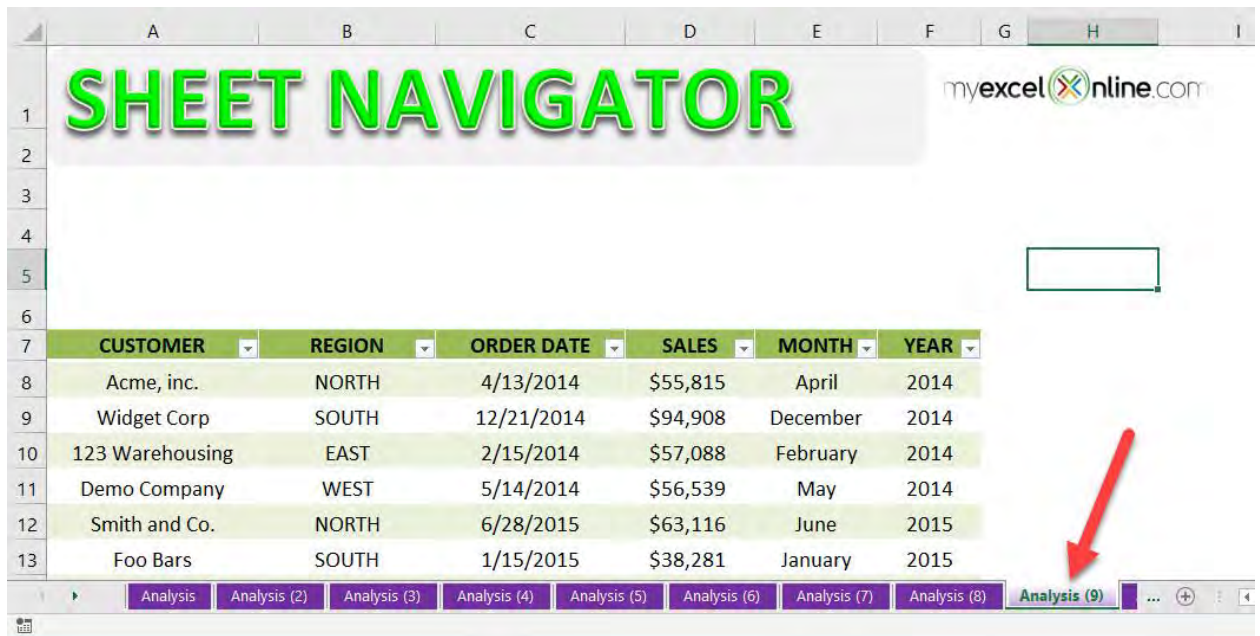 A B C D E F G H I
SHEET NAVIGATOR
myexcelOnline.com
1
2
3
4
5
6
7 CUSTOMER REGION ORDER DATE SALES MONTH YEAR
8 Acme, inc. NORTH 4/13/2014 $55,815 April 2014
9 Widget Corp SOUTH 12/21/2014 $94,908 December 2014
10 123 Warehousing EAST 2/15/2014 $57,088 February 2014
11 Demo Company WEST 5/14/2014 $56,539 May 2014
12 Smith and Co. NORTH 6/28/2015 $63,116 June 2015
13 Foo Bars SOUTH 1/15/2015 $38,281 January 2015
Analysis Analysis (2) Analysis (3) Analysis (4) Analysis (5) Analysis (6) Analysis (7) Analysis (8) Analysis (9) ...